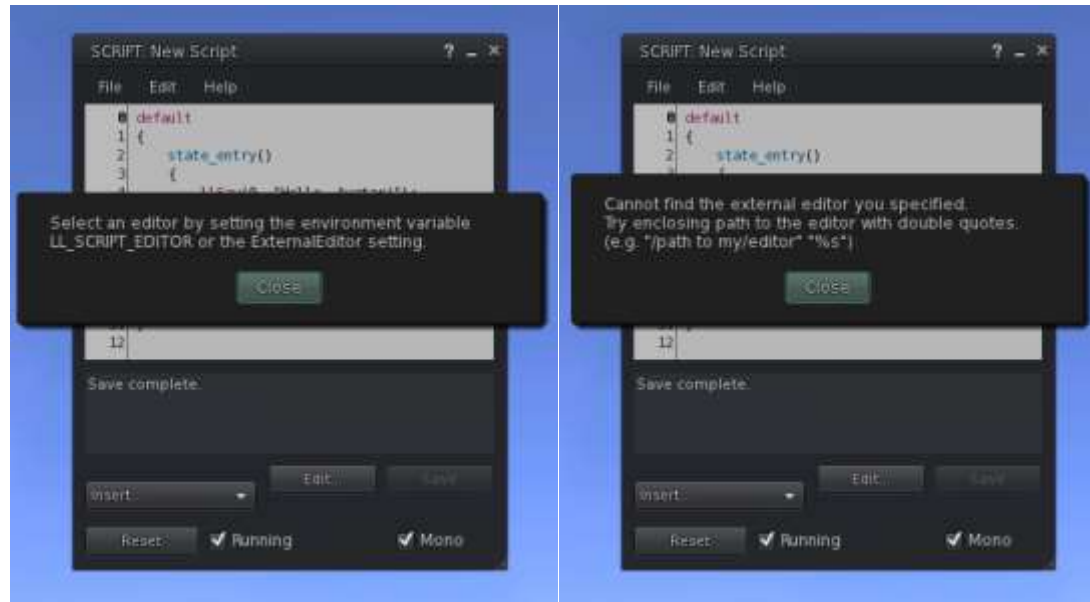 SCRIPT: New Script
? _ ×
File Edit Help
0 default
1 {
2 state_entry()
3 {
Select an editor by setting the environment variable
LL_SCRIPT_EDITOR or the ExternalEditor setting.
Close
12
Save complete.
Edit...
Save
Insert...
Reset
Running
Mono
SCRIPT: New Script
? _ ×
File Edit Help
0 default
1 {
2 state_entry()
3 {
Cannot find the external editor you specified.
Try enclosing path to the editor with double quotes.
(e.g. "/path to my/editor" "%s")
Close
12
Save complete.
Edit...
Save
Insert...
Reset
Running
Mono